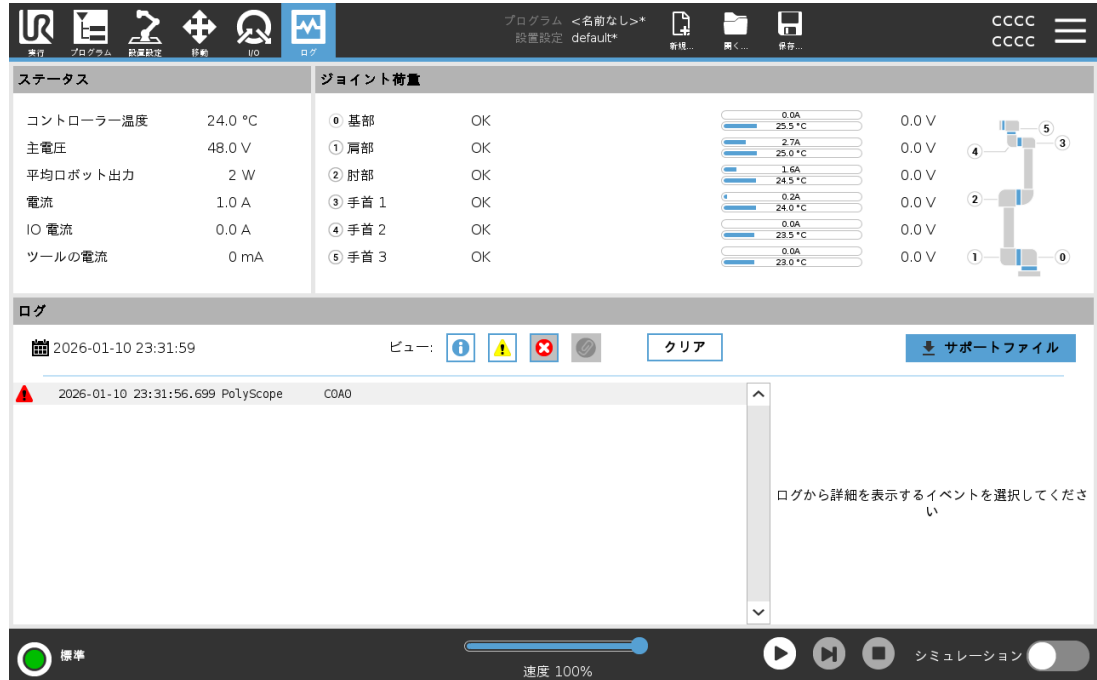 実行 プログラム 設置設定 移動 I/O ログ
プログラム <名前なし>*
設置設定 default*
新規... 開く... 保存...
CCCC
CCCC
ステータス
コントローラー温度 24.0 °C
主電圧 48.0 V
平均ロボット出力 2 W
電流 1.0 A
IO 電流 0.0 A
ツールの電流 0 mA
ジョイント荷重
0 基部 OK 0.0A 25.5 °C 0.0 V
1 肩部 OK 2.7A 25.0 °C 0.0 V
2 肘部 OK 1.6A 24.5 °C 0.0 V
3 手首 1 OK 0.2A 24.0 °C 0.0 V
4 手首 2 OK 0.0A 23.5 °C 0.0 V
5 手首 3 OK 0.0A 23.0 °C 0.0 V
5
3
4
2
1 0
ログ
2026-01-10 23:31:59 ビュー: クリア サポートファイル
2026-01-10 23:31:56.699 PolyScope C0A0
ログから詳細を表示するイベントを選択してくださ
い
標準
速度 100%
シミュレーション